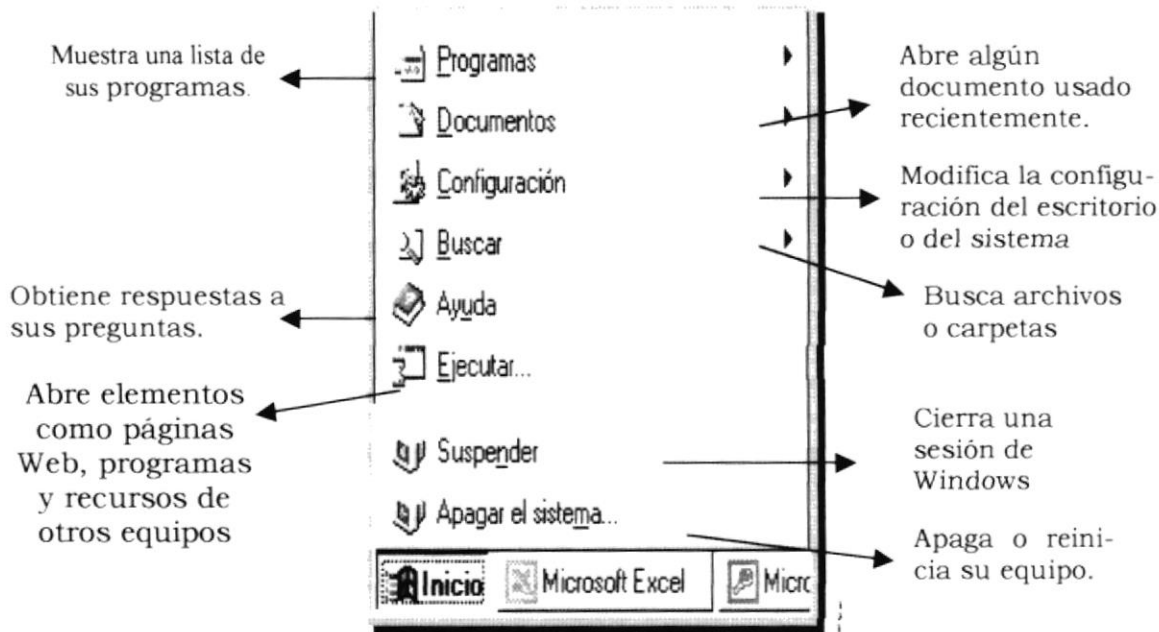 Muestra una lista de
sus programas.
Programas
Documentos
Configuración
Buscar
Ayuda
Ejecutar...
Suspender
Apagar el sistema...
Inicio
Microsoft Excel
Micro
Obtiene respuestas a
sus preguntas.
Abre elementos
como páginas
Web, programas
y recursos de
otros equipos
Abre algún
documento usado
recientemente.
Modifica la configu-
ración del escritorio
o del sistema
Busca archivos
o carpetas
Cierra una
sesión de
Windows
Apaga o reini-
cia su equipo.